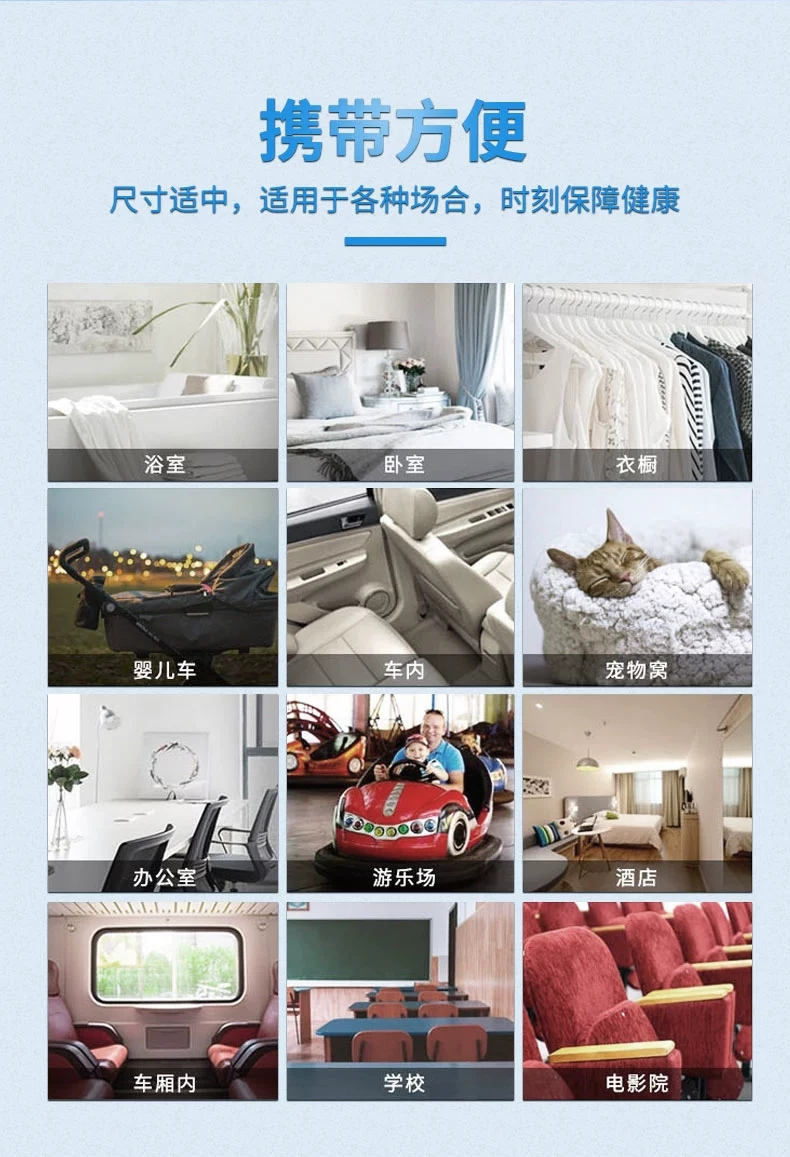 携带方便
尺寸适中，适用于各种场合，时刻保障健康
浴室
卧室
衣橱
婴儿车
车内
宠物窝
办公室
游乐场
酒店
车厢内
学校
电影院